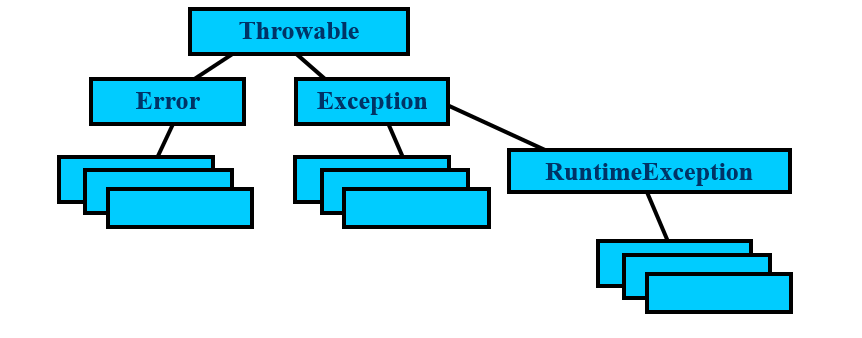 Throwable
Error
Exception
RuntimeException